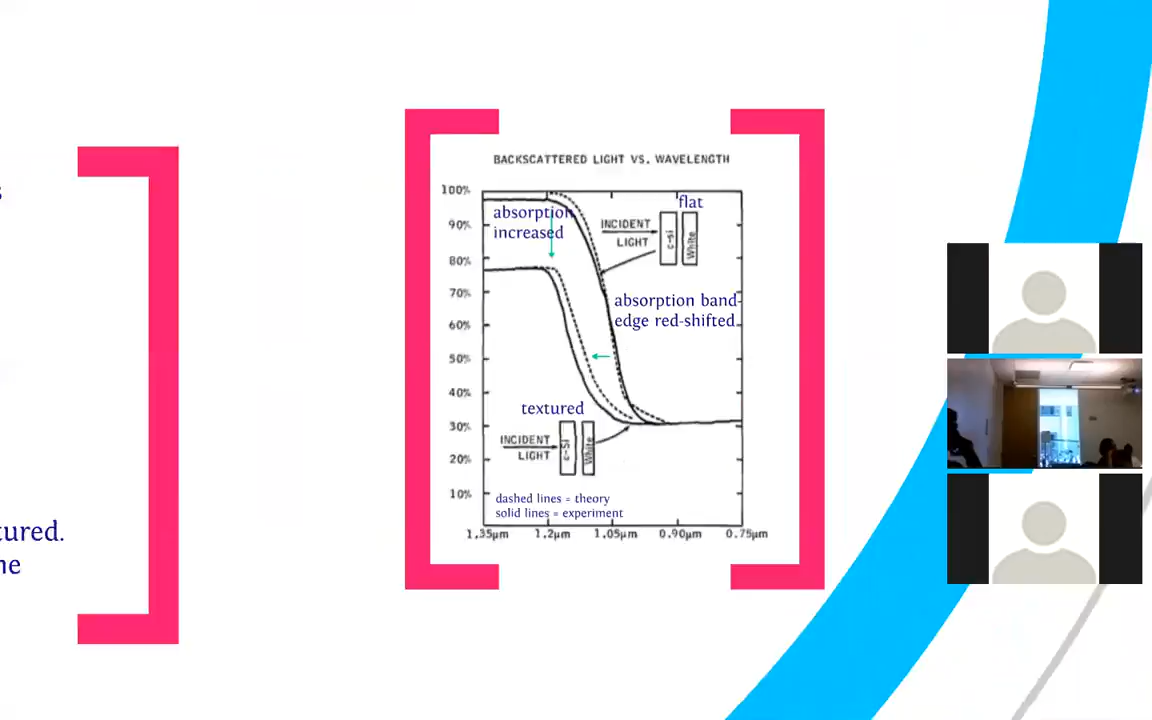 s
tured.
ne
BACKSCATTERED LIGHT VS. WAVELENGTH
100%
90%
80%
70%
60%
50%
40%
30%
20%
10%
absorption
increased
flat
INCIDENT
LIGHT
c-si
White
absorption band-
edge red-shifted
textured
INCIDENT
LIGHT
c-Si
White
dashed lines = theory
solid lines = experiment
1,35μm 1.2μm 1.05μm 0.90μm 0.75μm